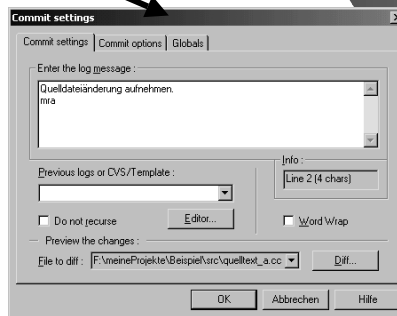 Commit settings
Commit settings Commit options Globals
Enter the log message :
Quelldateiänderung aufnehmen.
mra
Previous logs or CVS/Template :
Info :
Line 2 (4 chars)
Do not recurse Editor... Word Wrap
Preview the changes :
File to diff : F:\meineProjekte\Beispiel\src\quelltext_a.cc Diff...
OK Abbrechen Hilfe